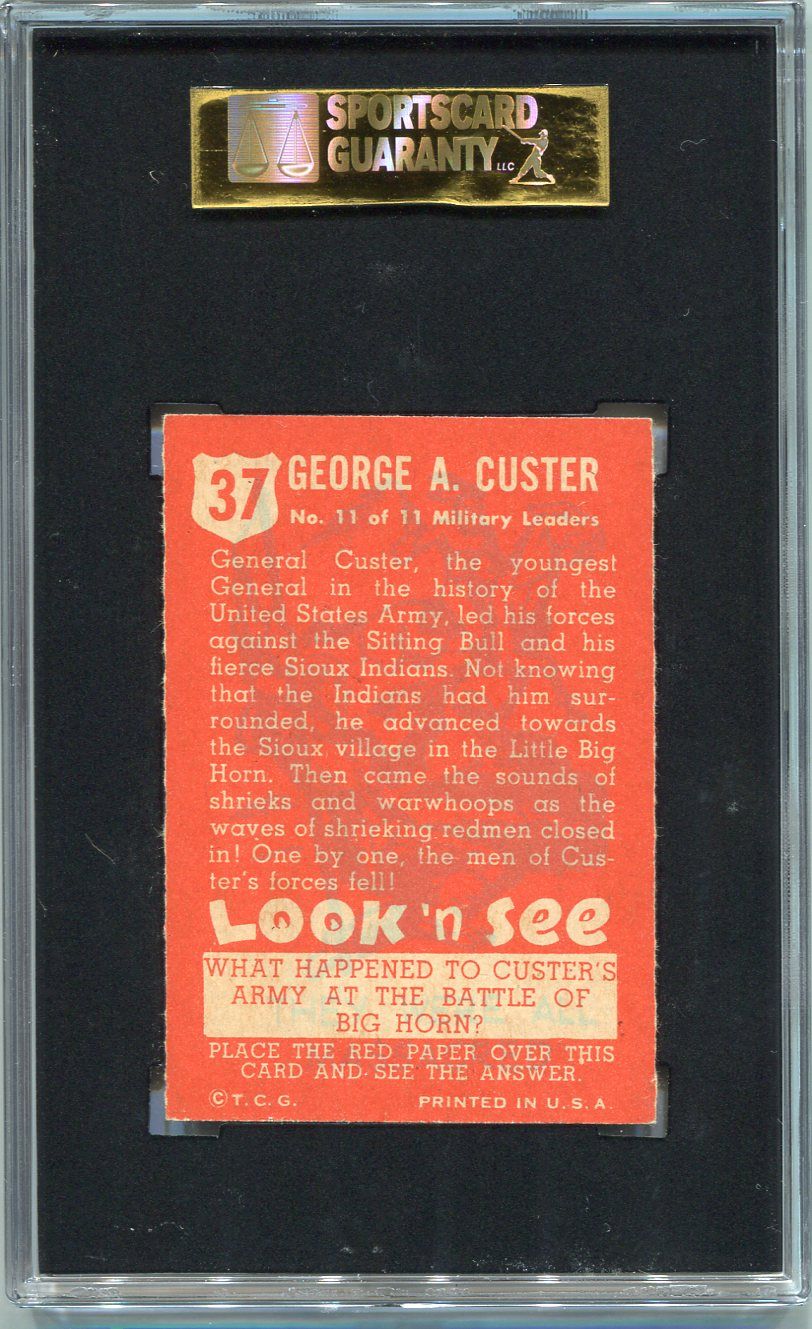 SPORTSCARD
GUARANTY LLC
37
GEORGE A. CUSTER
No. 11 of 11 Military Leaders
General Custer, the youngest
General in the history of the
United States Army, led his forces
against the Sitting Bull and his
fierce Sioux Indians. Not knowing
that the Indians had him sur-
rounded, he advanced towards
the Sioux village in the Little Big
Horn. Then came the sounds of
shrieks and warwhoops as the
waves of shrieking redmen closed
in! One by one, the men of Cus-
ter's forces fell!
LOOK 'n SEE
WHAT HAPPENED TO CUSTER'S
ARMY AT THE BATTLE OF
BIG HORN?
PLACE THE RED PAPER OVER THIS
CARD AND SEE THE ANSWER.
© T. C. G. PRINTED IN U. S. A.